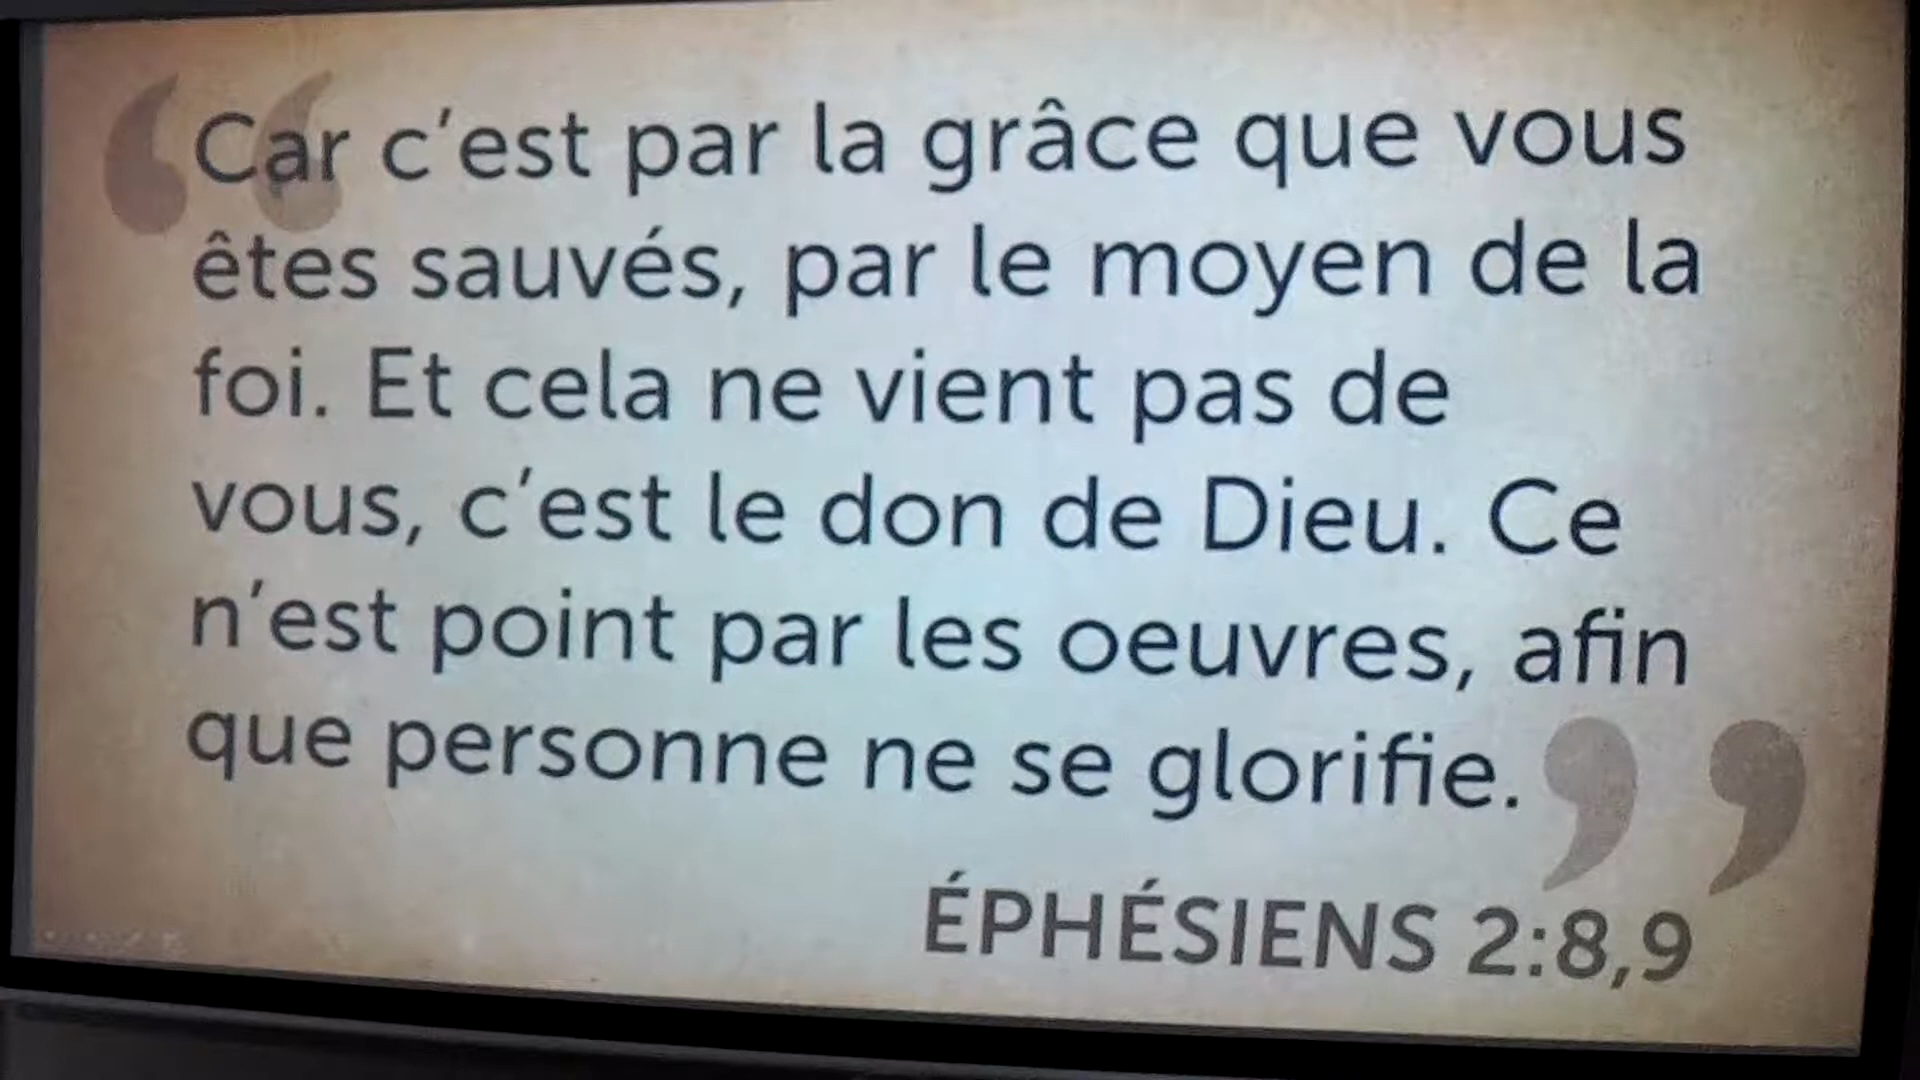 Car c’est par la grâce que vous
êtes sauvés, par le moyen de la
foi. Et cela ne vient pas de
vous, c’est le don de Dieu. Ce
n’est point par les oeuvres, afin
que personne ne se glorifie.
ÉPHÉSIENS 2:8,9